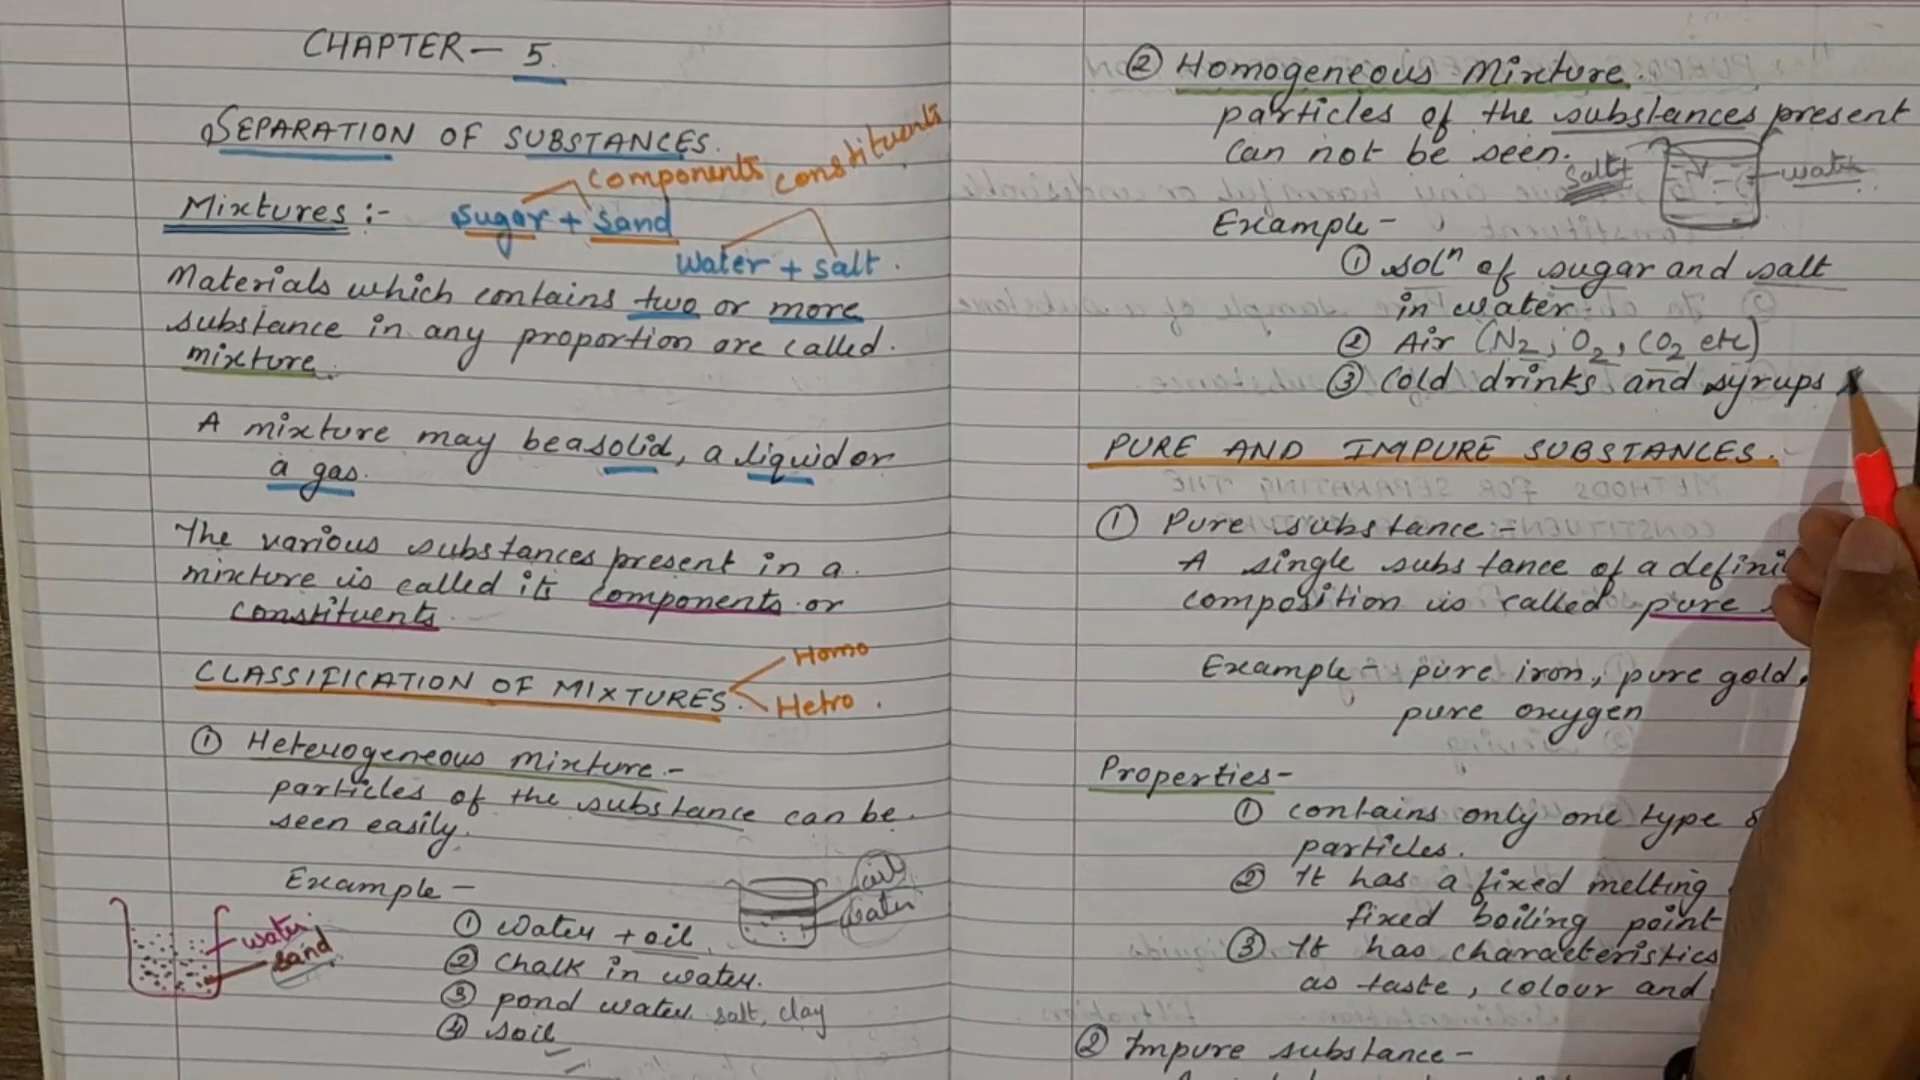 CHAPTER - 5.
SEPARATION OF SUBSTANCES.
components constituents
Mixtures :- Sugar + Sand
Water + Salt.
Materials which contains two or more
substance in any proportion are called.
mixture.
A mixture may be a solid, a liquid or
a gas.
The various substances present in a
mixture is called its components or
constituents.
CLASSIFICATION OF MIXTURES.
Homo
Hetro.
① Heterogeneous mixture -
particles of the substance can be
seen easily.
Example -
oil
water
water
sand
① Water + oil
② Chalk in water.
③ pond water salt, clay
④ soil
② Homogeneous Mixture.
particles of the substances present
can not be seen.
Salt
water
Example -
① solⁿ of sugar and salt
in water.
② Air (N2, O2, CO2 etc)
③ Cold drinks and syrups
PURE AND IMPURE SUBSTANCES.
① Pure substance :-
A single substance of a defini
composition is called pure
Example - pure iron, pure gold,
pure oxygen
Properties -
① contains only one type
particles.
② It has a fixed melting
fixed boiling point
③ It has characteristics
as taste, colour and
② Impure substance -